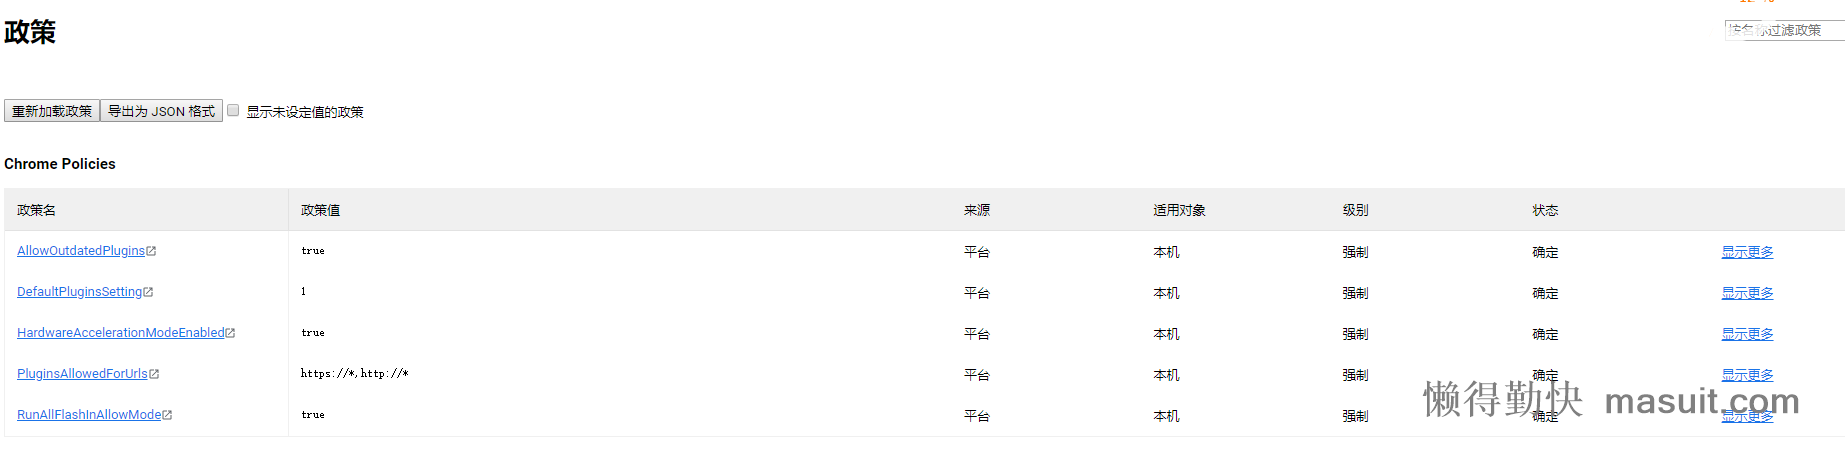 政策
按名称过滤政策
重新加载政策 导出为 JSON 格式 显示未设定值的政策
Chrome Policies
政策名 政策值 来源 适用对象 级别 状态
AllowOutdatedPlugins true 平台 本机 强制 确定 显示更多
DefaultPluginsSetting 1 平台 本机 强制 确定 显示更多
HardwareAccelerationModeEnabled true 平台 本机 强制 确定 显示更多
PluginsAllowedForUrls https://*,http://* 平台 本机 强制 确定 显示更多
RunAllFlashInAllowMode true 平台 本机 强制 确定 显示更多
懒得勤快 masuit.com